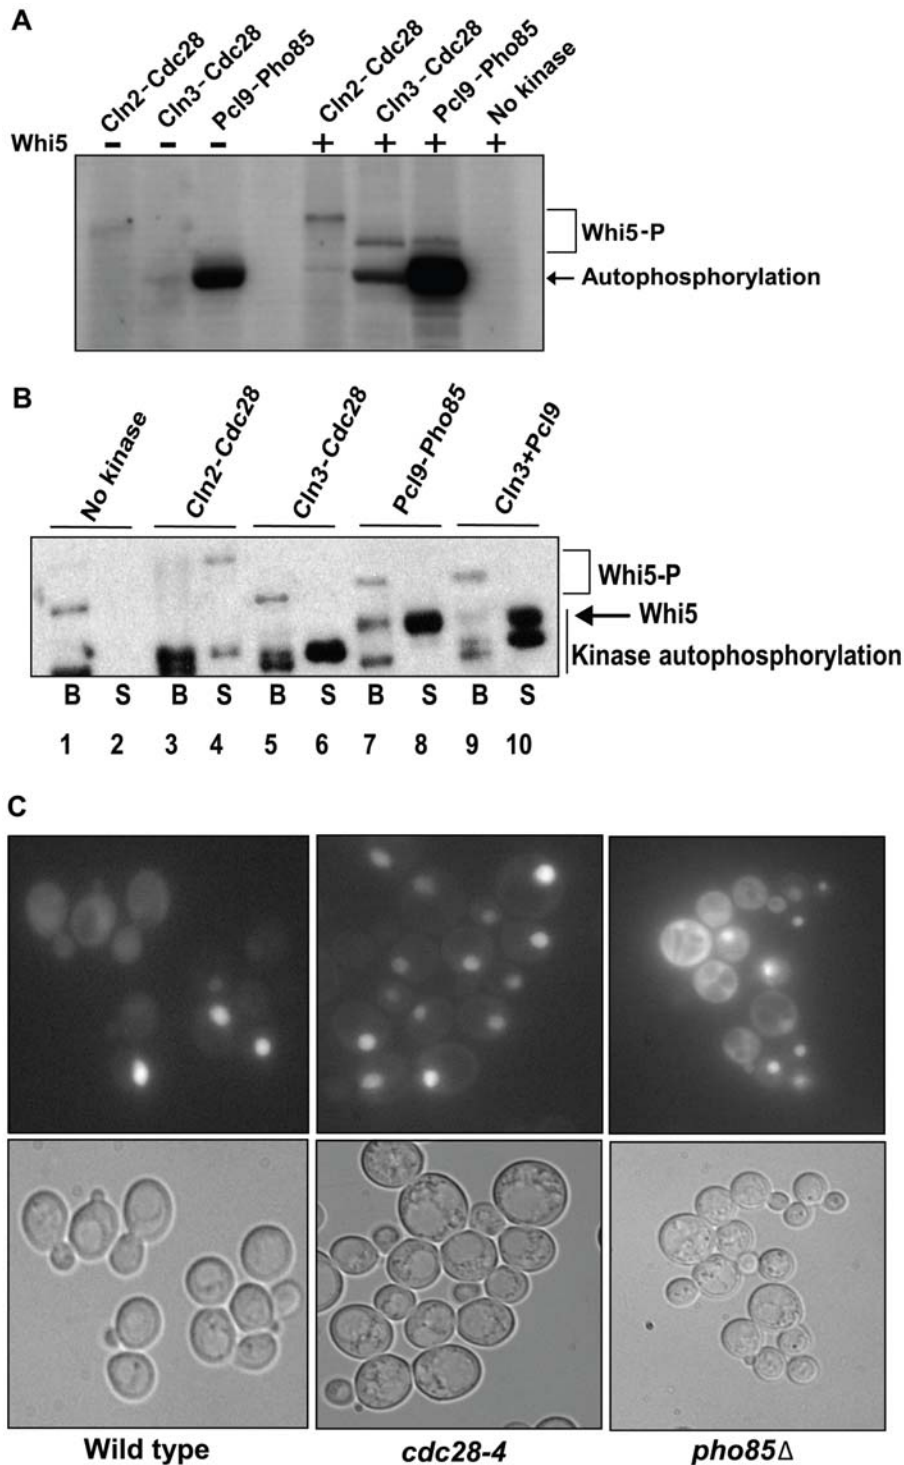 A
Cln2-Cdc28
Cln3-Cdc28
Pcl9-Pho85
Cln2-Cdc28
Cln3-Cdc28
Pcl9-Pho85
No kinase
Whi5 - - - + + + +
Whi5-P
Autophosphorylation
B
No kinase
Cln2-Cdc28
Cln3-Cdc28
Pcl9-Pho85
Cln3+Pcl9
Whi5-P
Whi5
Kinase autophosphorylation
B S B S B S B S B S
1 2 3 4 5 6 7 8 9 10
C
Wild type cdc28-4 pho85Δ